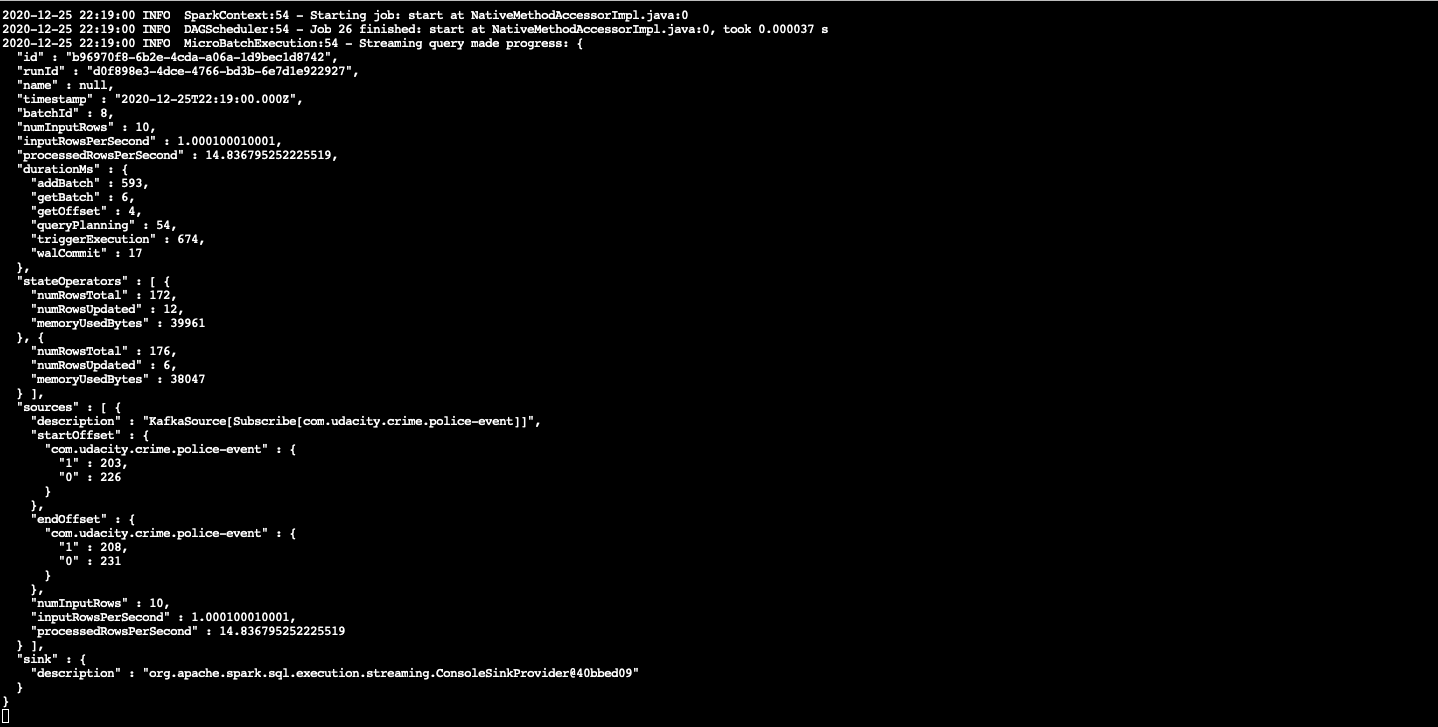 2020-12-25 22:19:00 INFO  SparkContext:54 - Starting job: start at NativeMethodAccessorImpl.java:0
2020-12-25 22:19:00 INFO  DAGScheduler:54 - Job 26 finished: start at NativeMethodAccessorImpl.java:0, took 0.000037 s
2020-12-25 22:19:00 INFO  MicroBatchExecution:54 - Streaming query made progress: {
  "id" : "b96970f8-6b2e-4cda-a06a-1d9bec1d8742",
  "runId" : "d0f898e3-4dce-4766-bd3b-6e7d1e922927",
  "name" : null,
  "timestamp" : "2020-12-25T22:19:00.000Z",
  "batchId" : 8,
  "numInputRows" : 10,
  "inputRowsPerSecond" : 1.000100010001,
  "processedRowsPerSecond" : 14.836795252225519,
  "durationMs" : {
    "addBatch" : 593,
    "getBatch" : 6,
    "getOffset" : 4,
    "queryPlanning" : 54,
    "triggerExecution" : 674,
    "walCommit" : 17
  },
  "stateOperators" : [ {
    "numRowsTotal" : 172,
    "numRowsUpdated" : 12,
    "memoryUsedBytes" : 39961
  }, {
    "numRowsTotal" : 176,
    "numRowsUpdated" : 6,
    "memoryUsedBytes" : 38047
  } ],
  "sources" : [ {
    "description" : "KafkaSource[Subscribe[com.udacity.crime.police-event]]",
    "startOffset" : {
      "com.udacity.crime.police-event" : {
        "1" : 203,
        "0" : 226
      }
    },
    "endOffset" : {
      "com.udacity.crime.police-event" : {
        "1" : 208,
        "0" : 231
      }
    },
    "numInputRows" : 10,
    "inputRowsPerSecond" : 1.000100010001,
    "processedRowsPerSecond" : 14.836795252225519
  } ],
  "sink" : {
    "description" : "org.apache.spark.sql.execution.streaming.ConsoleSinkProvider@40bbed09"
  }
}